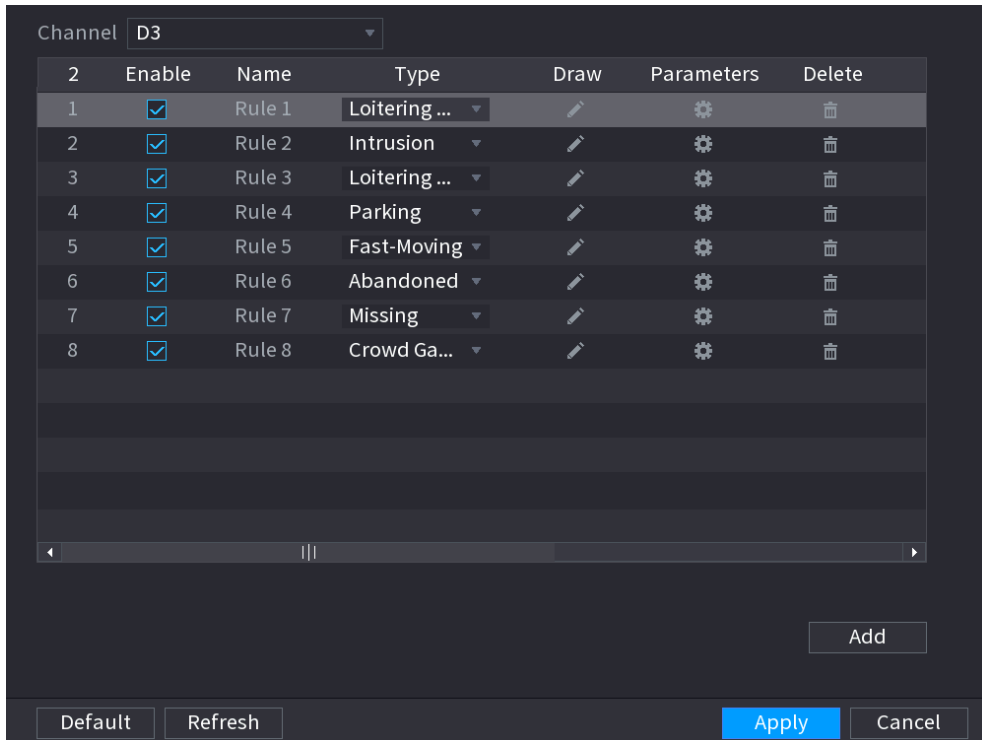 Channel D3
2 Enable Name Type Draw Parameters Delete
1 Rule 1 Loitering ...
2 Rule 2 Intrusion
3 Rule 3 Loitering ...
4 Rule 4 Parking
5 Rule 5 Fast-Moving
6 Rule 6 Abandoned
7 Rule 7 Missing
8 Rule 8 Crowd Ga...
Add
Default Refresh Apply Cancel